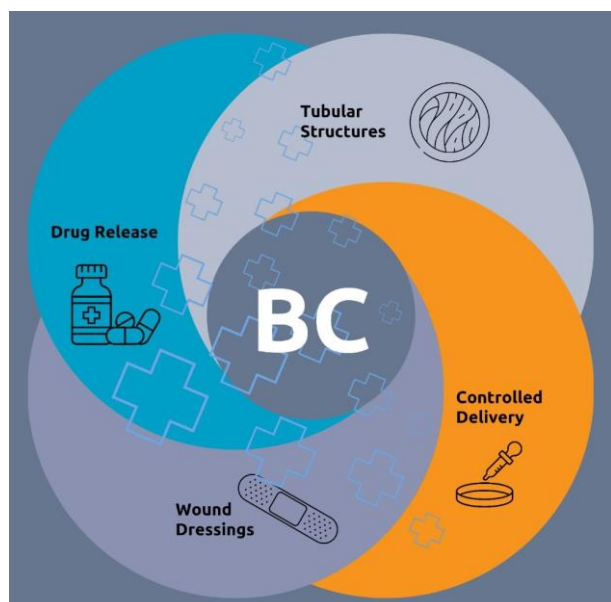 Tubular
Structures
Drug Release
BC
Controlled
Delivery
Wound
Dressings